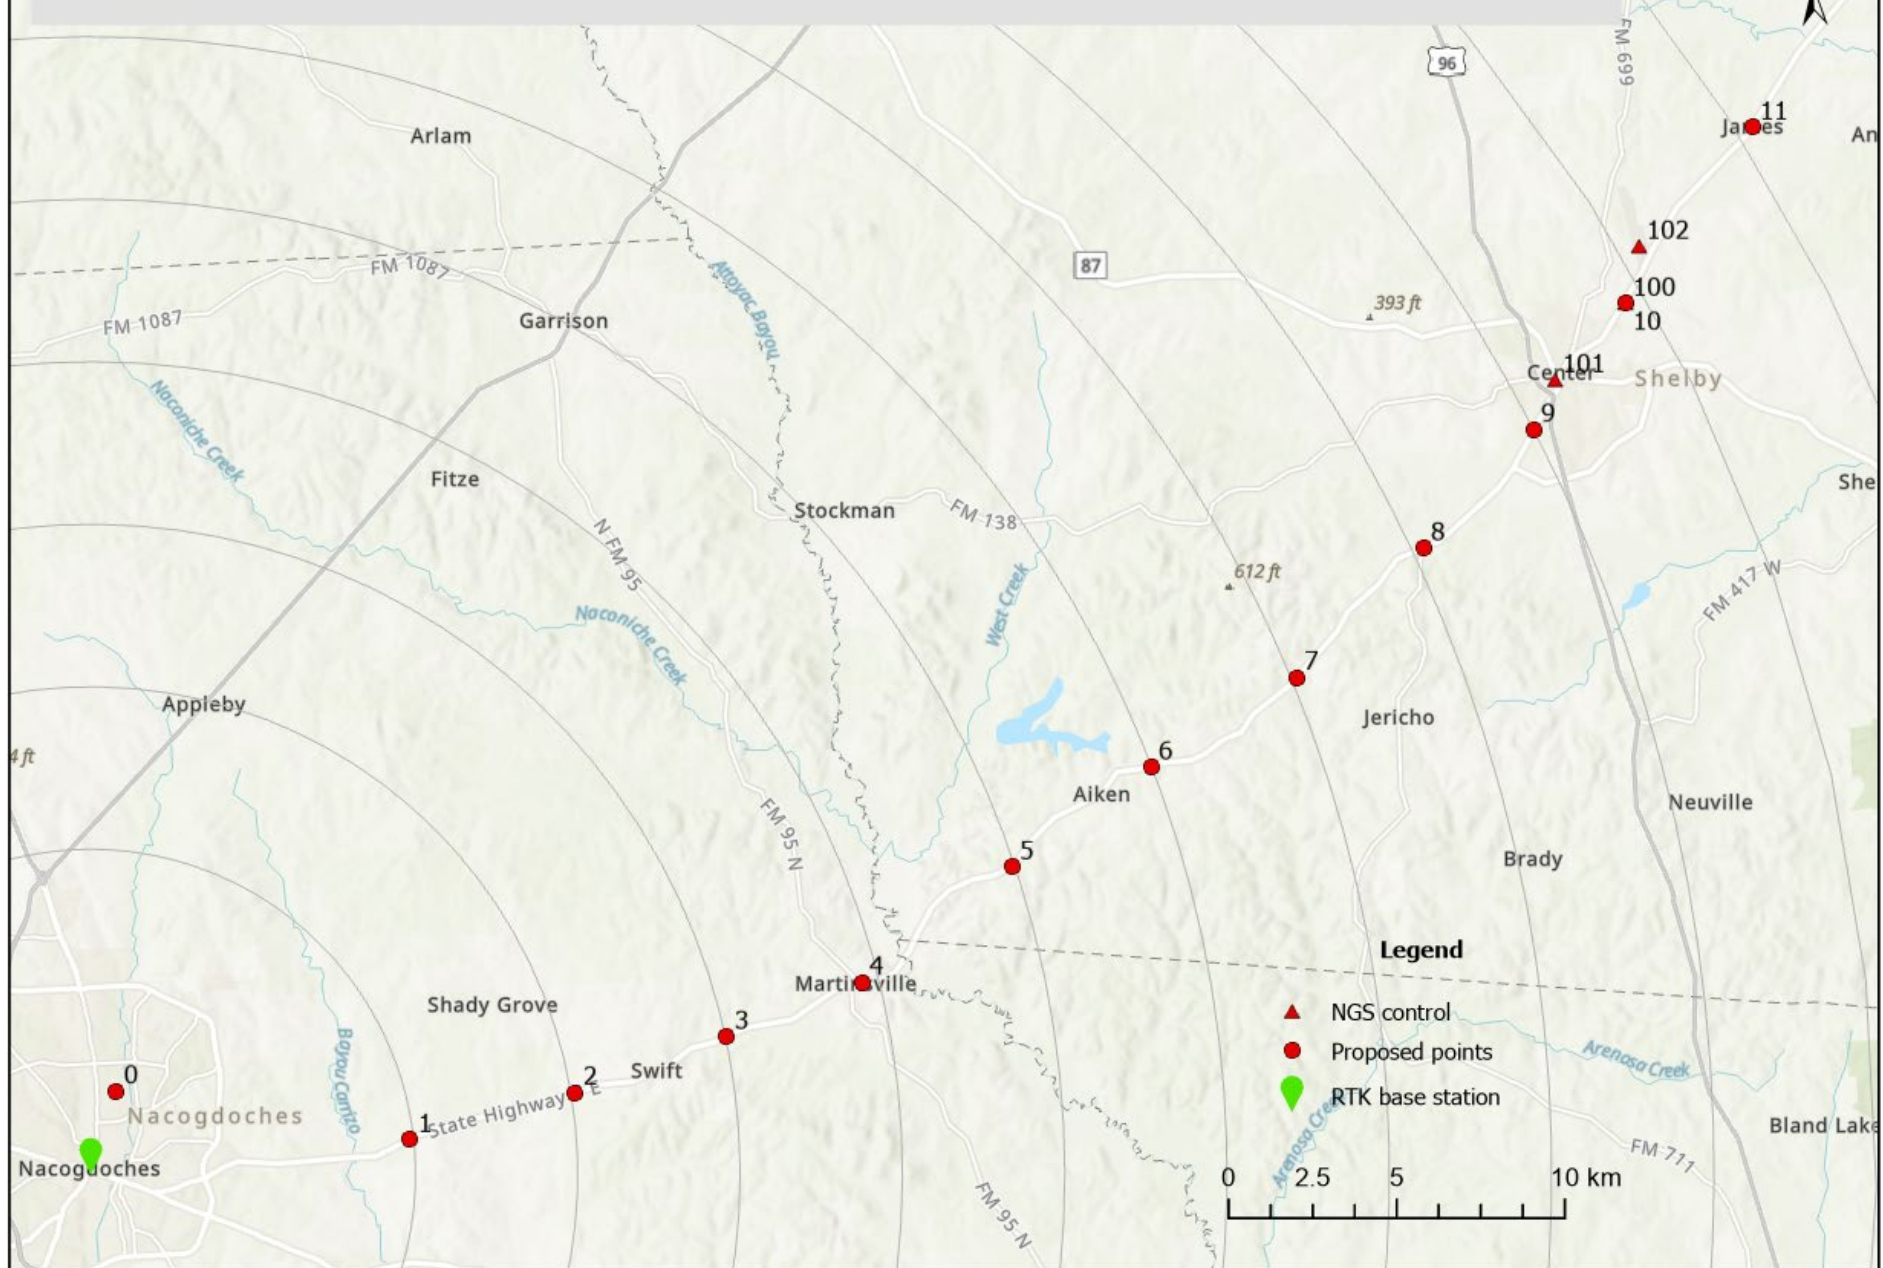 FM 699
96
11
James
An
Arlam
102
87
FM 1087
Arroyac Bayou
100
393 ft
10
FM 1087
Garrison
101
Center
Shelby
9
Naconiche Creek
Fitze
She
Stockman
FM 138
8
N FM 95
612 ft
FM 417 W
West Creek
Naconiche Creek
7
Appleby
Jericho
4 ft
6
Aiken
Neuville
FM 95 N
5
Brady
Legend
4
Martinsville
Shady Grove
NGS control
3
Proposed points
Bayou Carrizo
Swift
Arenosa Creek
0
2
RTK base station
Nacogdoches
State Highway
E
1
Arenosa Creek
Bland Lake
FM 711
Nacogdoches
0 2.5 5 10 km
FM 95 N